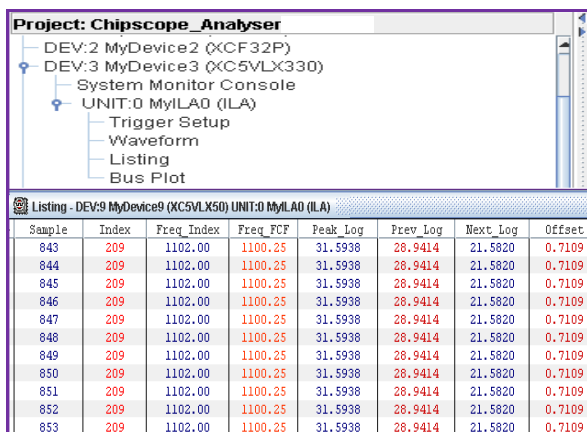 Project: Chipscope_Analyser
DEV:2 MyDevice2 (XCF32P)
DEV:3 MyDevice3 (XC5VLX330)
System Monitor Console
UNIT:0 MyILA0 (ILA)
Trigger Setup
Waveform
Listing
Bus Plot
Listing - DEV:9 MyDevice9 (XC5VLX50) UNIT:0 MyILA0 (ILA)
Sample Index Freq_Index Freq_FCF Peak_Log Prev_Log Next_Log Offset
843 209 1102.00 1100.25 31.5938 28.9414 21.5820 0.7109
844 209 1102.00 1100.25 31.5938 28.9414 21.5820 0.7109
845 209 1102.00 1100.25 31.5938 28.9414 21.5820 0.7109
846 209 1102.00 1100.25 31.5938 28.9414 21.5820 0.7109
847 209 1102.00 1100.25 31.5938 28.9414 21.5820 0.7109
848 209 1102.00 1100.25 31.5938 28.9414 21.5820 0.7109
849 209 1102.00 1100.25 31.5938 28.9414 21.5820 0.7109
850 209 1102.00 1100.25 31.5938 28.9414 21.5820 0.7109
851 209 1102.00 1100.25 31.5938 28.9414 21.5820 0.7109
852 209 1102.00 1100.25 31.5938 28.9414 21.5820 0.7109
853 209 1102.00 1100.25 31.5938 28.9414 21.5820 0.7109